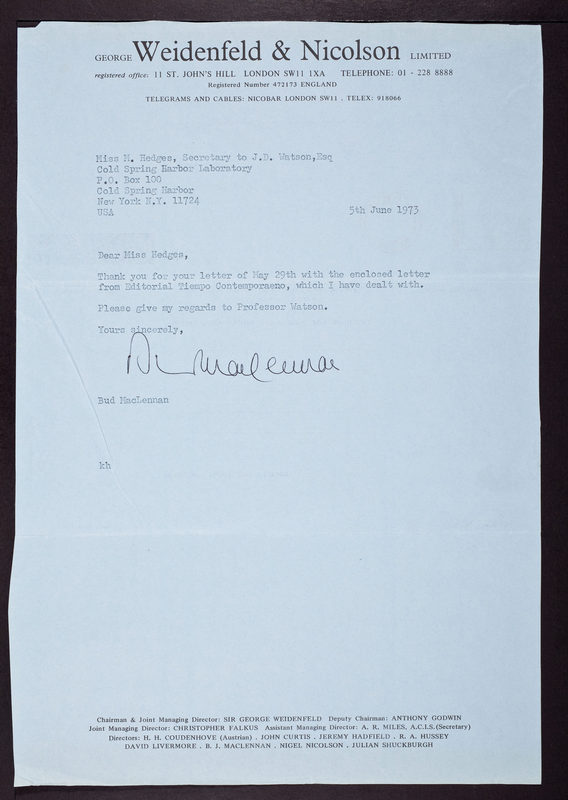 GEORGE Weidenfeld & Nicolson LIMITED
registered office: 11 ST. JOHN'S HILL LONDON SW11 1XA TELEPHONE: 01 - 228 8888
Registered Number 472173 ENGLAND
TELEGRAMS AND CABLES: NICOBAR LONDON SW11 . TELEX: 918066
Miss M. Hedges, Secretary to J.D. Watson,Esq
Cold Spring Harbor Laboratory
P.O. Box 100
Cold Spring Harbor
New York N.Y. 11724
USA 5th June 1973
Dear Miss Hedges,
Thank you for your letter of May 29th with the enclosed letter
from Editorial Tiempo Contemporaeno, which I have dealt with.
Please give my regards to Professor Watson.
Yours sincerely,
Bud MacLennan
Bud MacLennan
kh
Chairman & Joint Managing Director: SIR GEORGE WEIDENFELD Deputy Chairman: ANTHONY GODWIN
Joint Managing Director: CHRISTOPHER FALKUS Assistant Managing Director: A. R. MILES, A.C.I.S.(Secretary)
Directors: H. H. COUDENHOVE (Austrian) . JOHN CURTIS . JEREMY HADFIELD . R. A. HUSSEY
DAVID LIVERMORE . B. J. MACLENNAN . NIGEL NICOLSON . JULIAN SHUCKBURGH